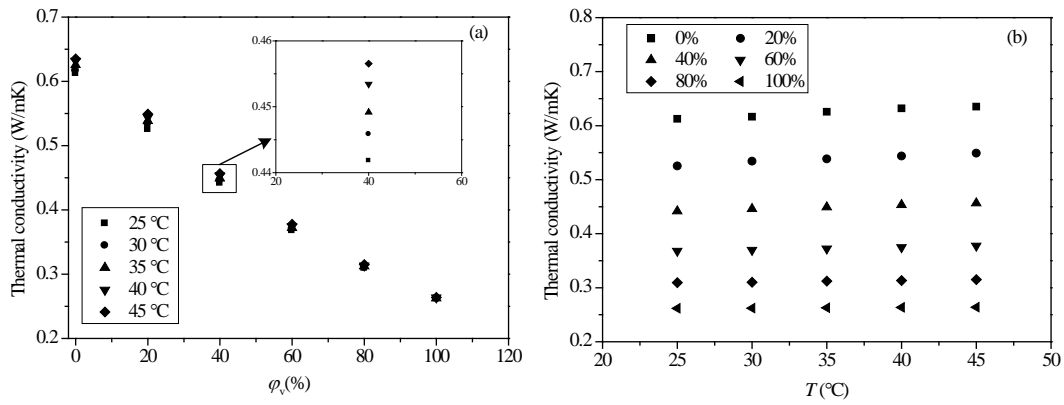 (a)
Thermal conductivity (W/mK)
0.7
0.6
0.5
0.4
0.3
0.2
0 20 40 60 80 100 120
φv(%)
25 °C
30 °C
35 °C
40 °C
45 °C
0.46
0.45
0.44
20 40 60
(b)
Thermal conductivity (W/mK)
0.8
0.7
0.6
0.5
0.4
0.3
0.2
20 25 30 35 40 45 50
T (°C)
0% 20%
40% 60%
80% 100%